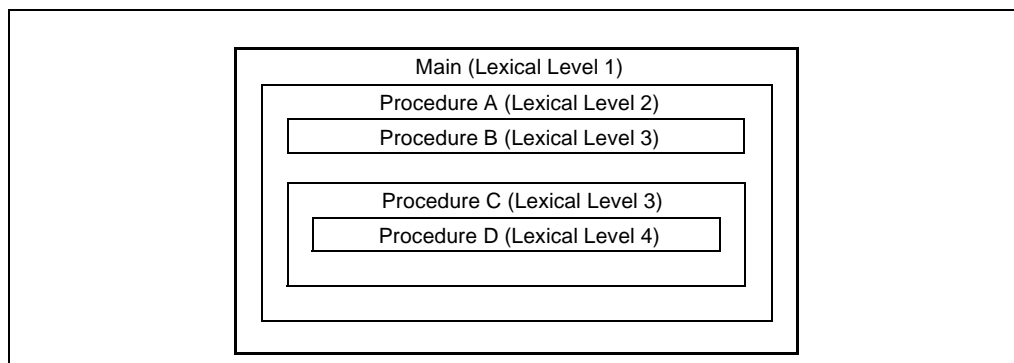 Main (Lexical Level 1)
Procedure A (Lexical Level 2)
Procedure B (Lexical Level 3)
Procedure C (Lexical Level 3)
Procedure D (Lexical Level 4)